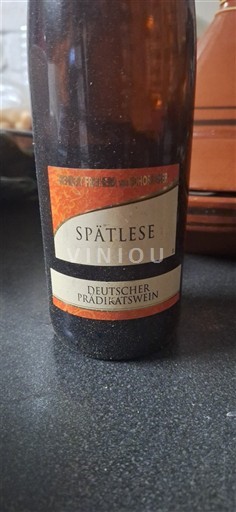 SPÄTLESE
VINIOU
DEUTSCHER
PRÄDIKATSWEIN